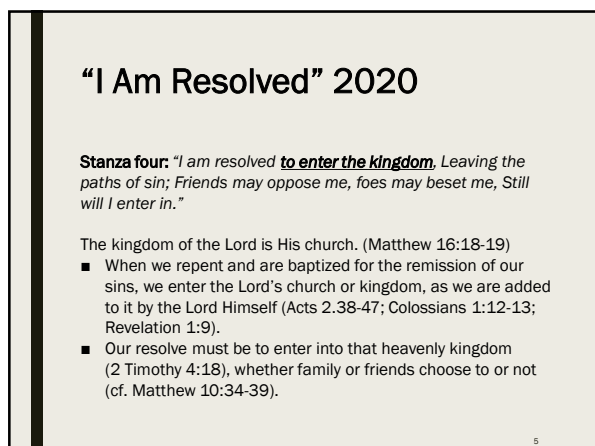 “I Am Resolved” 2020
Stanza four: “I am resolved to enter the kingdom, Leaving the
paths of sin; Friends may oppose me, foes may beset me, Still
will I enter in.”
The kingdom of the Lord is His church. (Matthew 16:18-19)
■ When we repent and are baptized for the remission of our
sins, we enter the Lord’s church or kingdom, as we are added
to it by the Lord Himself (Acts 2.38-47; Colossians 1:12-13;
Revelation 1:9).
■ Our resolve must be to enter into that heavenly kingdom
(2 Timothy 4:18), whether family or friends choose to or not
(cf. Matthew 10:34-39).
5